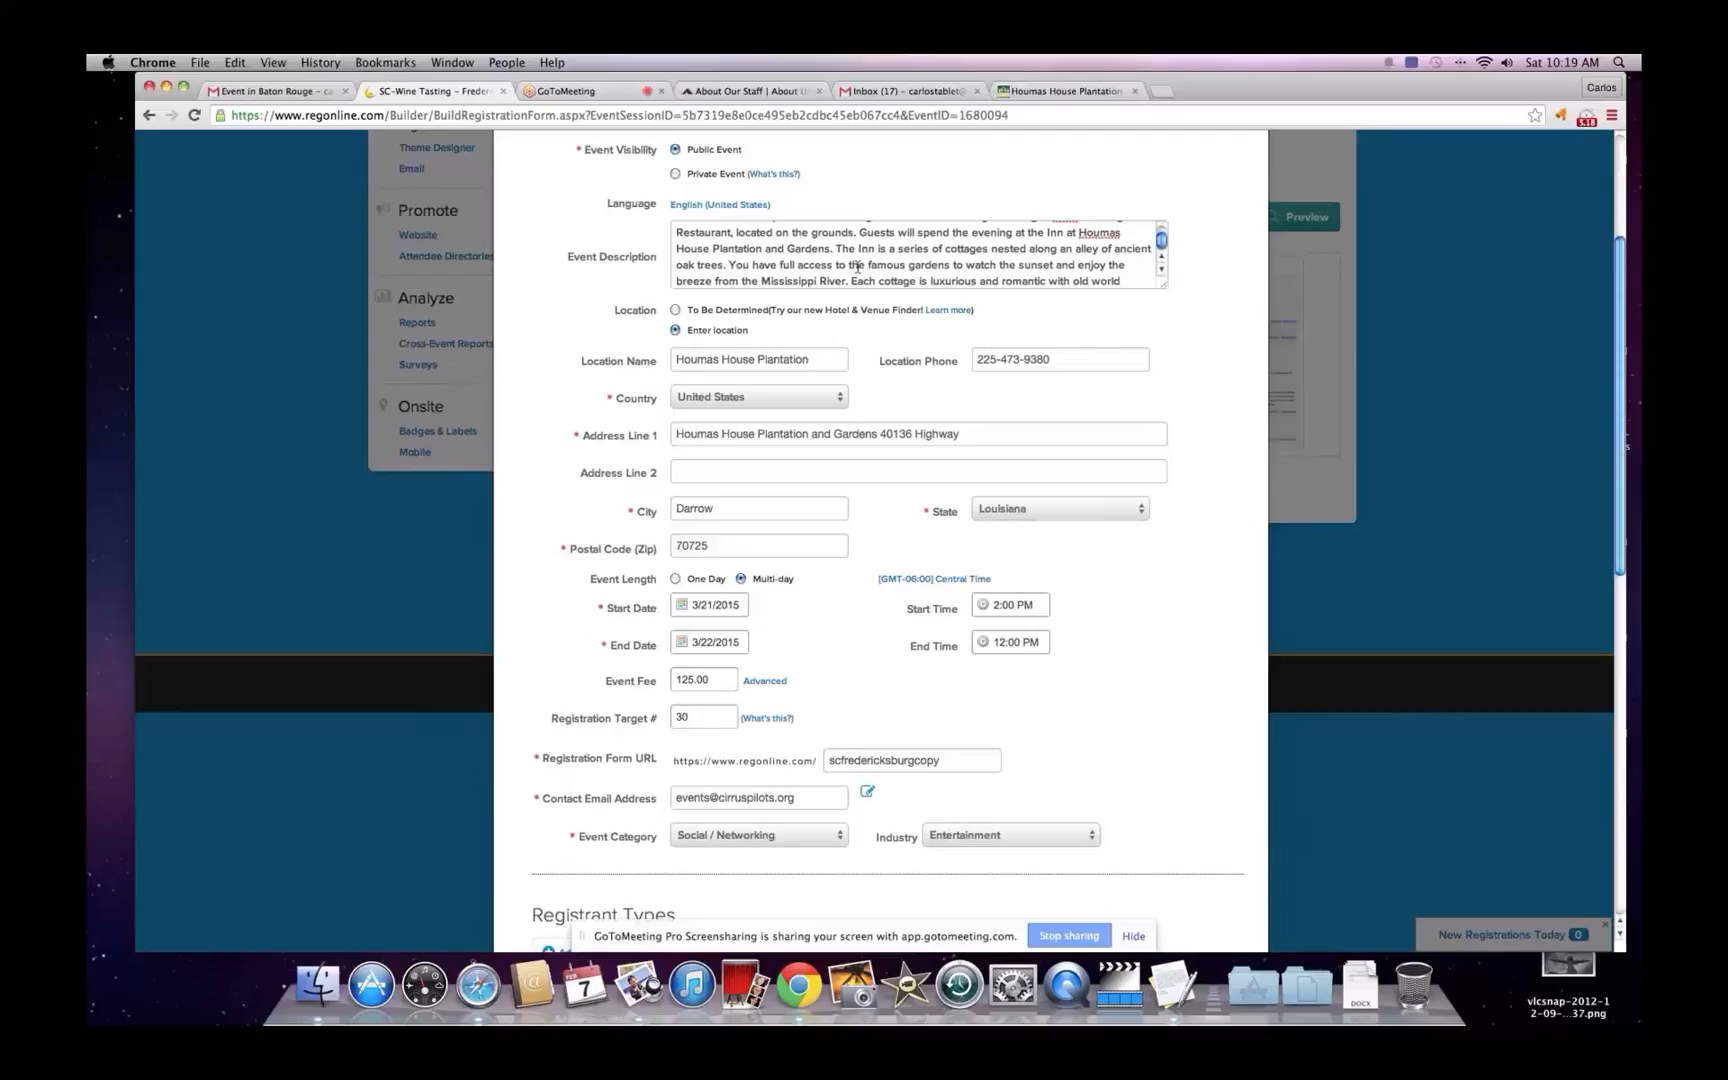 Chrome File Edit View History Bookmarks Window People Help
Sat 10:19 AM
Event in Baton Rouge – ca
SC-Wine Tasting – Freder
GoToMeeting
About Our Staff | About U
Inbox (17) – carlostablet@
Houmas House Plantation
Carlos
https://www.regonline.com/Builder/BuildRegistrationForm.aspx?EventSessionID=5b7319e8e0ce495eb2cdbc45eb067cc4&EventID=1680094
Theme Designer
Email
Promote
Website
Attendee Directories
Analyze
Reports
Cross-Event Reports
Surveys
Onsite
Badges & Labels
Mobile
* Event Visibility Public Event
Private Event (What's this?)
Language English (United States)
Event Description
Restaurant, located on the grounds. Guests will spend the evening at the Inn at Houmas
House Plantation and Gardens. The Inn is a series of cottages nested along an alley of ancient
oak trees. You have full access to the famous gardens to watch the sunset and enjoy the
breeze from the Mississippi River. Each cottage is luxurious and romantic with old world
Location To Be Determined(Try our new Hotel & Venue Finder! Learn more)
Enter location
Location Name Houmas House Plantation Location Phone 225-473-9380
* Country United States
* Address Line 1 Houmas House Plantation and Gardens 40136 Highway
Address Line 2
* City Darrow * State Louisiana
* Postal Code (Zip) 70725
Event Length One Day Multi-day [GMT-06:00] Central Time
* Start Date 3/21/2015 Start Time 2:00 PM
* End Date 3/22/2015 End Time 12:00 PM
Event Fee 125.00 Advanced
Registration Target # 30 (What's this?)
* Registration Form URL https://www.regonline.com/ scfredericksburgcopy
* Contact Email Address events@cirruspilots.org
* Event Category Social / Networking Industry Entertainment
Registrant Types
GoToMeeting Pro Screensharing is sharing your screen with app.gotomeeting.com. Stop sharing Hide
Preview
New Registrations Today 0
FEB
7
DOCX
vlcsnap-2012-1
2-09-...37.png